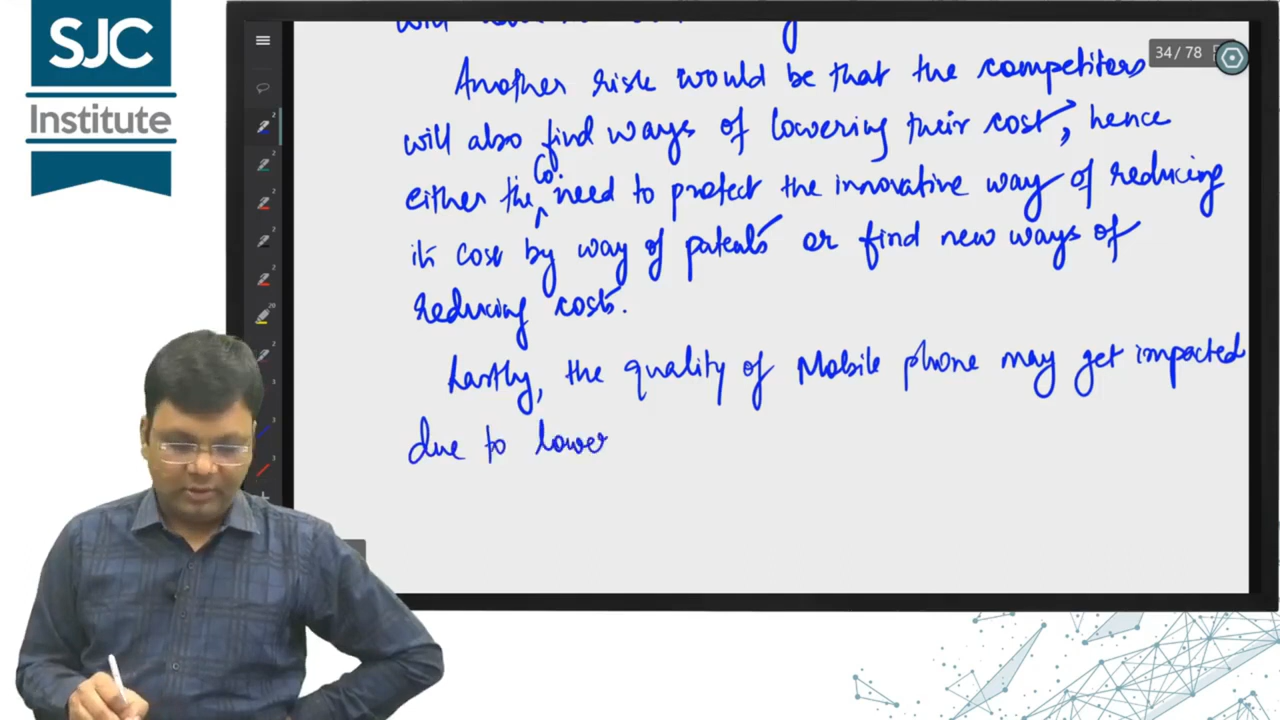 SJC
Institute
34 / 78
will
Another risk would be that the competitors
will also find ways of lowering their cost, hence
either the Co. need to protect the innovative way of reducing
its cost by way of patents or find new ways of
reducing costs.
Lastly, the quality of Mobile phone may get impacted
due to lower